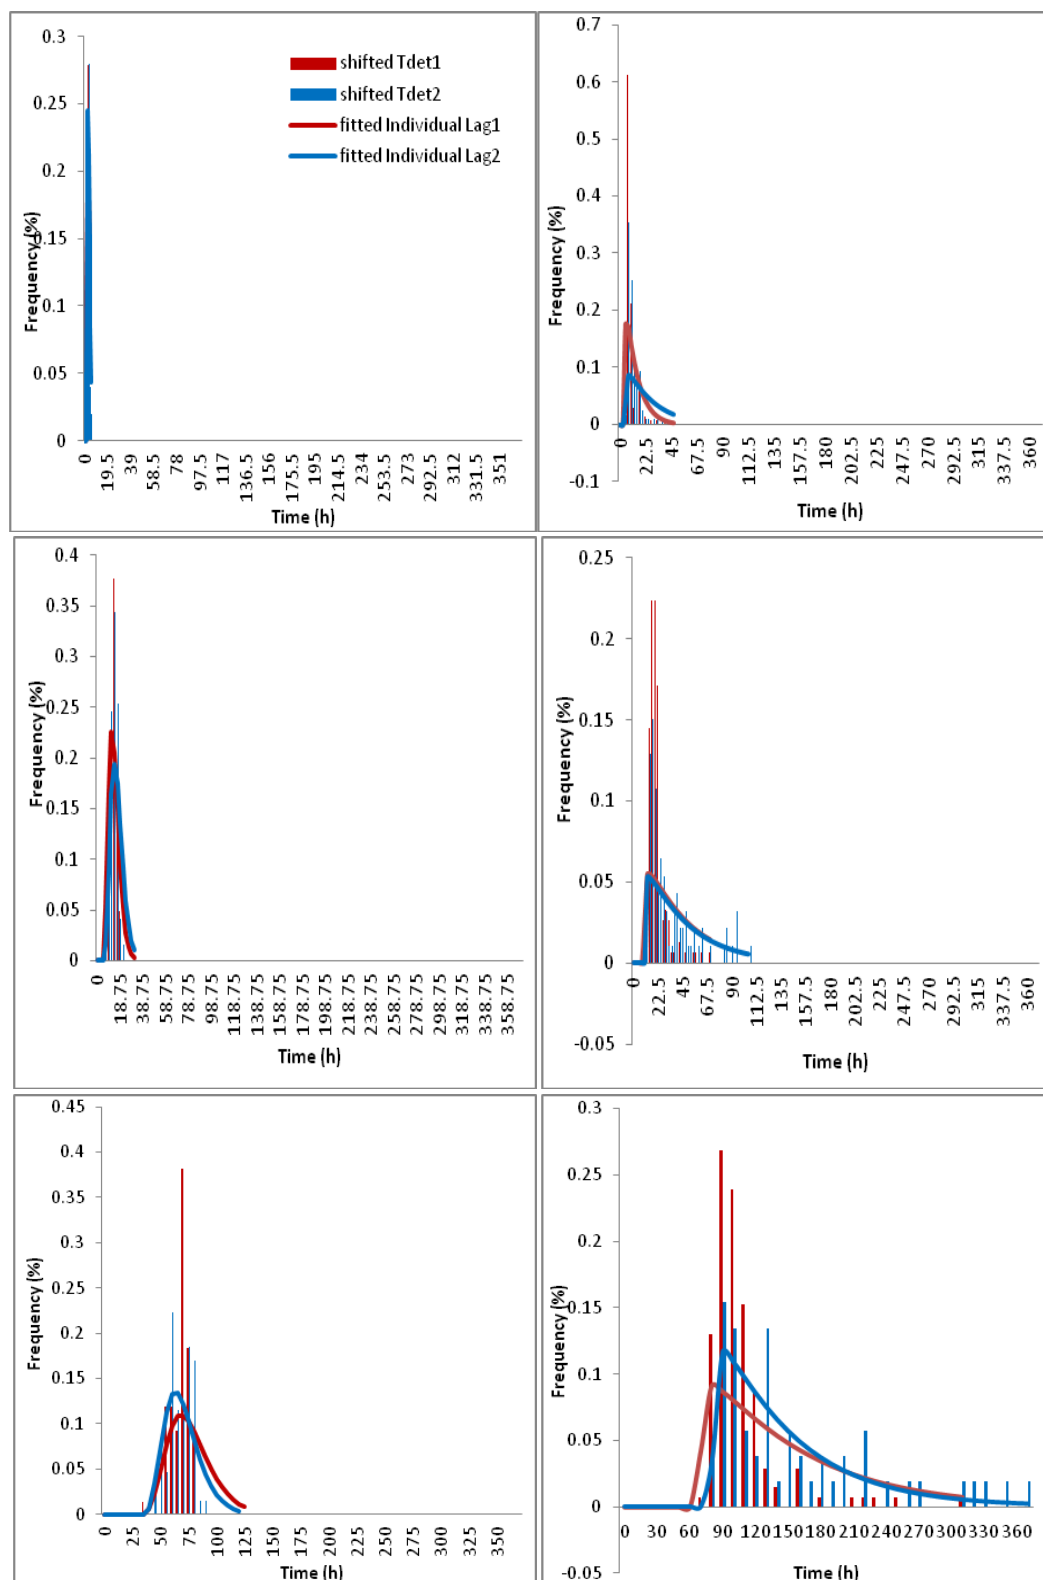 0.3
0.25
0.2
0.15
0.1
0.05
0
Frequency (%)
shifted Tdet1
shifted Tdet2
fitted Individual Lag1
fitted Individual Lag2
0 19.5 39 58.5 78 97.5 117 136.5 156 175.5 195 214.5 234 253.5 273 292.5 312 331.5 351
Time (h)
0.7
0.6
0.5
0.4
0.3
0.2
0.1
0
-0.1
Frequency (%)
0 22.5 45 67.5 90 112.5 135 157.5 180 202.5 225 247.5 270 292.5 315 337.5 360
Time (h)
0.4
0.35
0.3
0.25
0.2
0.15
0.1
0.05
0
Frequency (%)
18.75 38.75 58.75 78.75 98.75 118.75 138.75 158.75 178.75 198.75 218.75 238.75 258.75 278.75 298.75 318.75 338.75 358.75
Time (h)
0.25
0.2
0.15
0.1
0.05
0
-0.05
Frequency (%)
0 22.5 45 67.5 90 112.5 135 157.5 180 202.5 225 247.5 270 292.5 315 337.5 360
Time (h)
0.45
0.4
0.35
0.3
0.25
0.2
0.15
0.1
0.05
0
Frequency (%)
0 25 50 75 100 125 150 175 200 225 250 275 300 325 350
Time (h)
0.3
0.25
0.2
0.15
0.1
0.05
0
-0.05
Frequency (%)
0 30 60 90 120 150 180 210 240 270 300 330 360
Time (h)